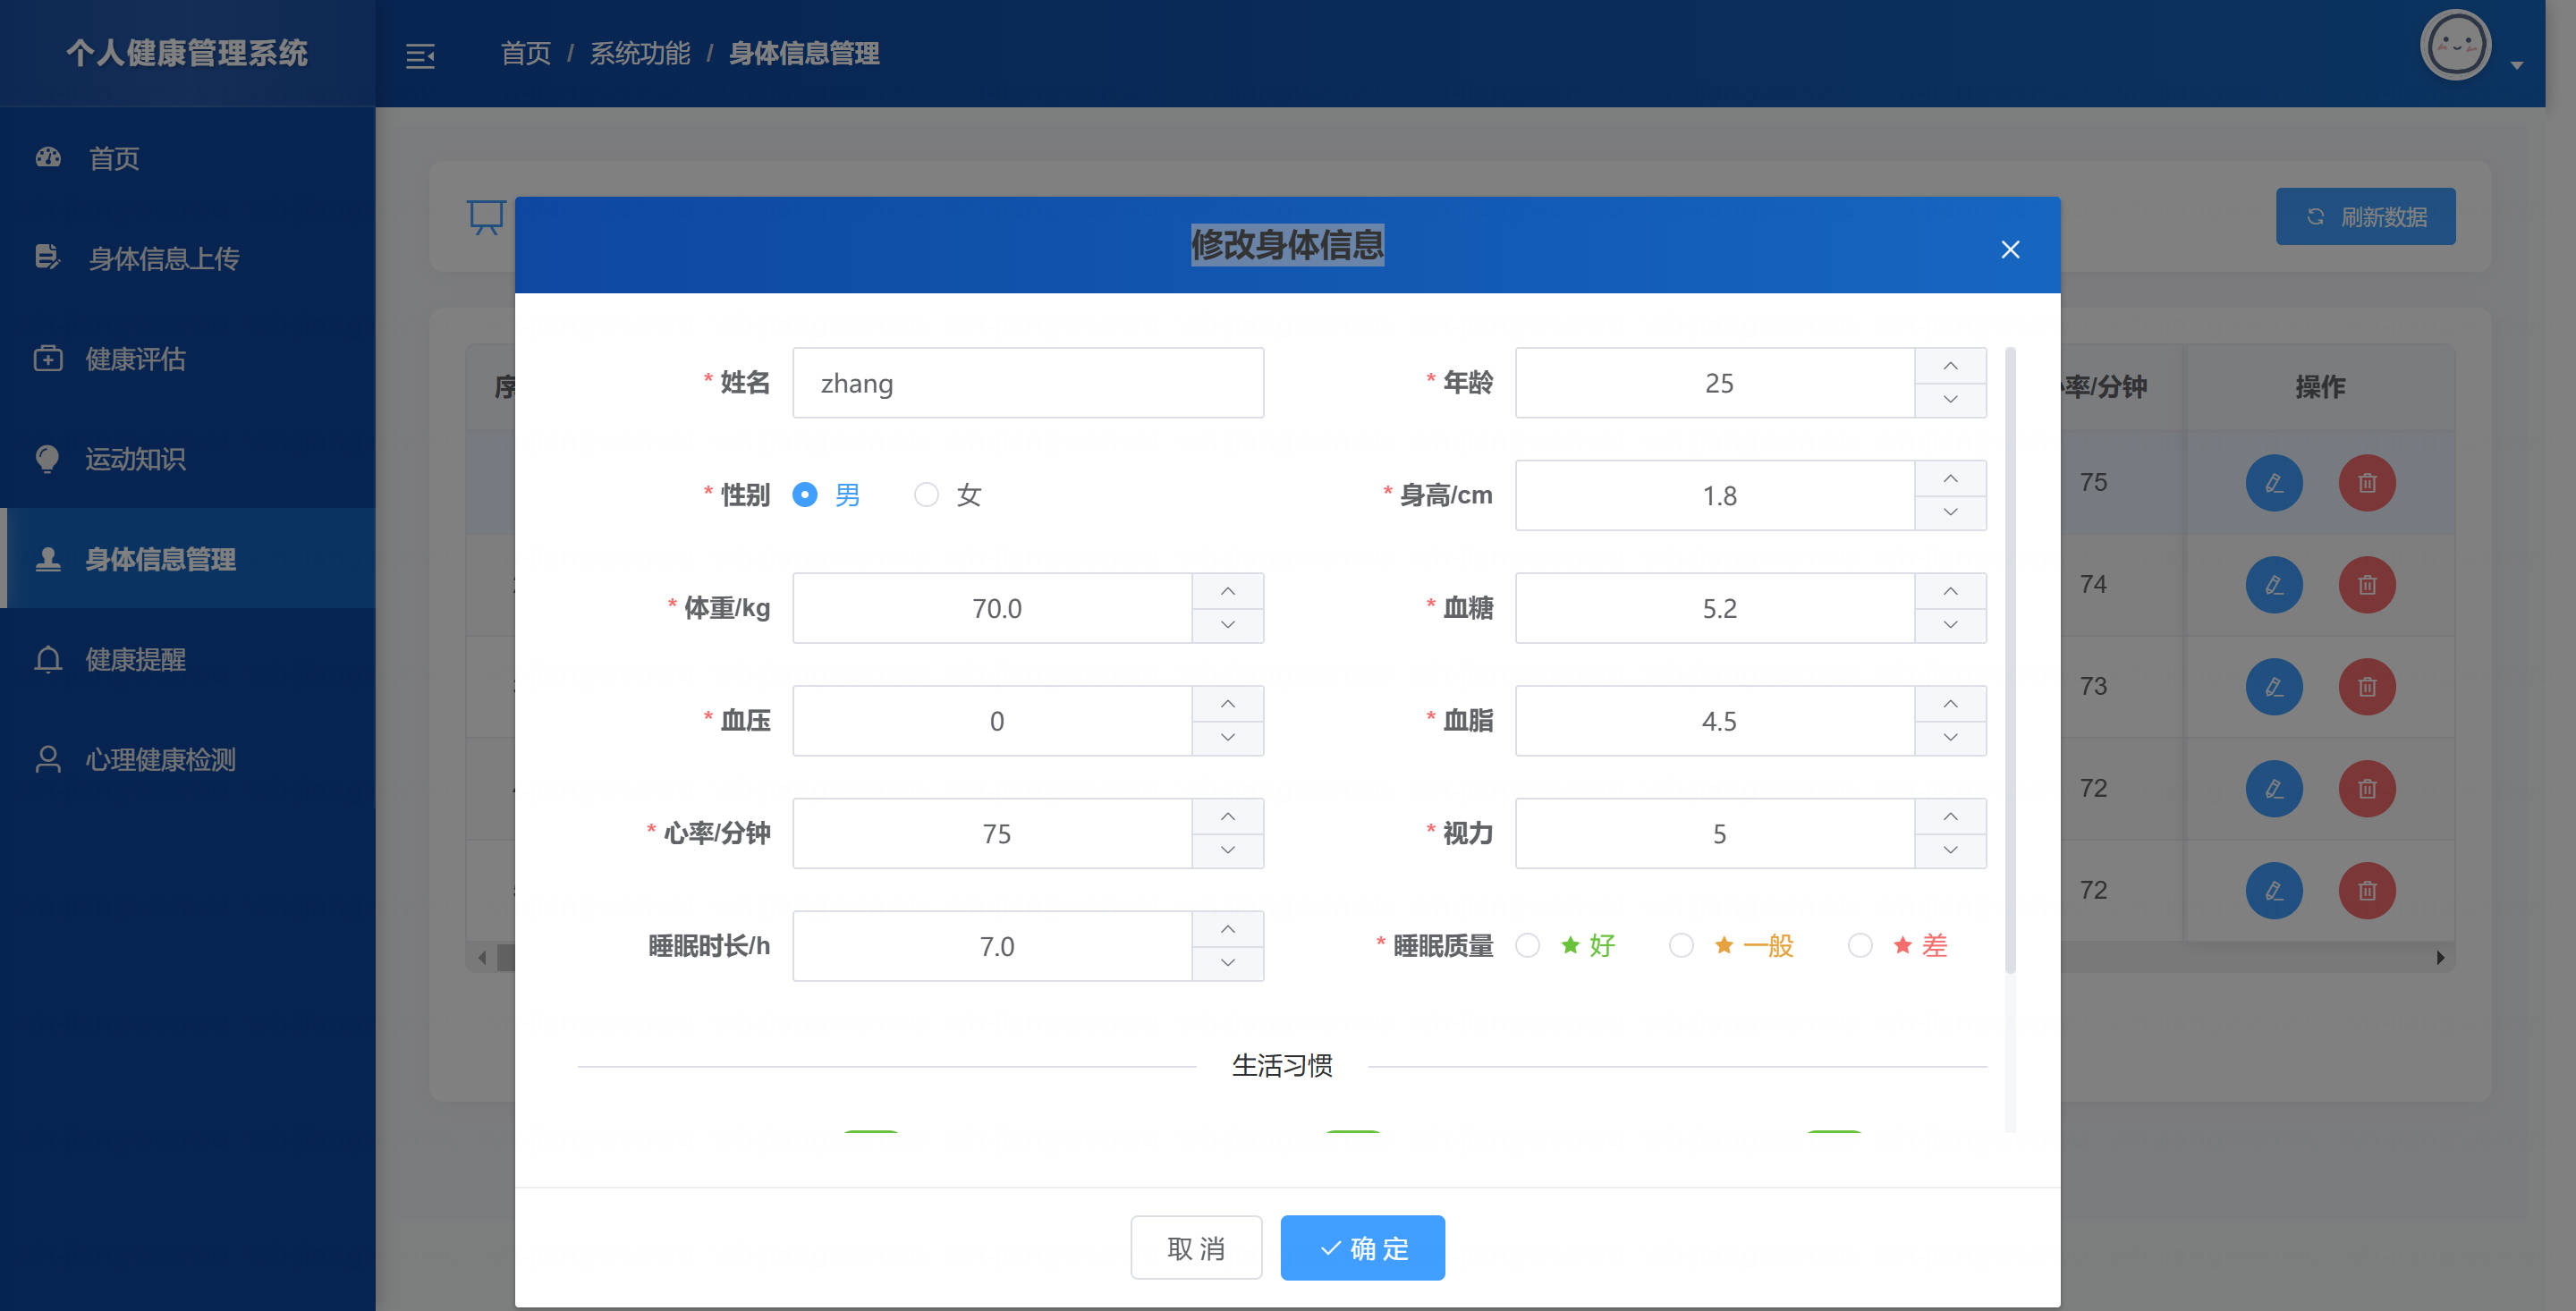 个人健康管理系统
首页 / 系统功能 / 身体信息管理
首页
身体信息上传
健康评估
运动知识
身体信息管理
健康提醒
心理健康检测
刷新数据
修改身体信息
* 姓名 zhang
* 年龄 25
* 性别 男 女
* 身高/cm 1.8
* 体重/kg 70.0
* 血糖 5.2
* 血压 0
* 血脂 4.5
* 心率/分钟 75
* 视力 5
睡眠时长/h 7.0
* 睡眠质量 好 一般 差
生活习惯
取 消
确 定
序
率/分钟 操作
75
74
73
72
72